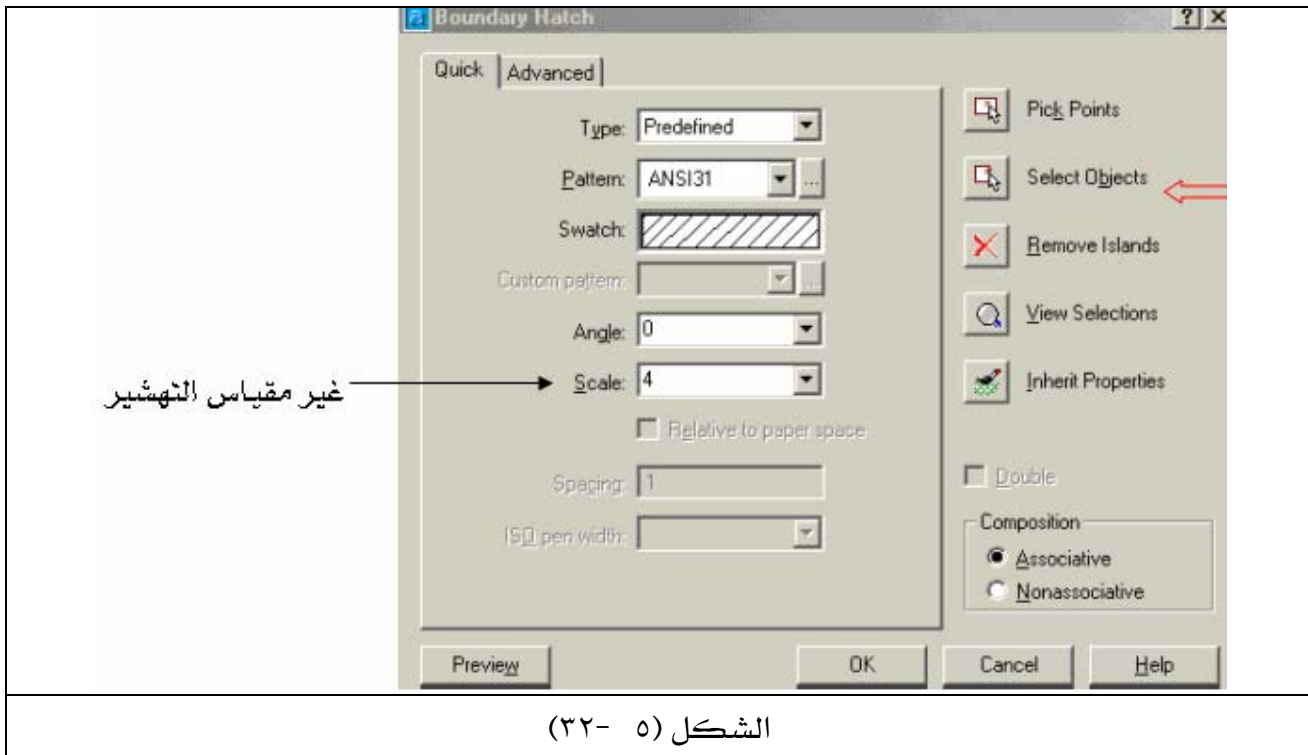 Boundary Hatch
Quick
Advanced
Type: Predefined
Pattern: ANSI31 ...
Swatch:
Custom pattern: ...
Angle: 0
غير مقياس التهشير
Scale: 4
Relative to paper space
Spacing: 1
ISO pen width:
Pick Points
Select Objects
Remove Islands
View Selections
Inherit Properties
Double
Composition
Associative
Nonassociative
Preview
OK
Cancel
Help
الشكل (٥ -٣٢)